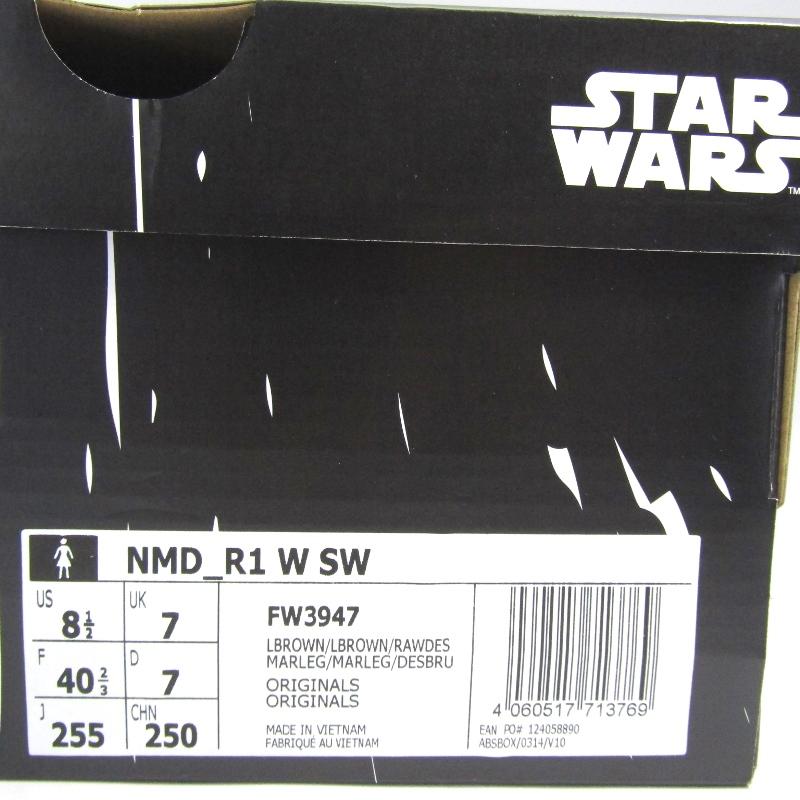 STAR
WARS
TM
NMD_R1 W SW
US 8 1/2
UK 7
F 40 2/3
D 7
J 255
CHN 250
FW3947
LBROWN/LBROWN/RAWDES
MARLEG/MARLEG/DESBRU
ORIGINALS
ORIGINALS
MADE IN VIETNAM
FABRIQUÉ AU VIETNAM
4 060517 713769
EAN PO# 124058890
ABSBOX/0314/V10